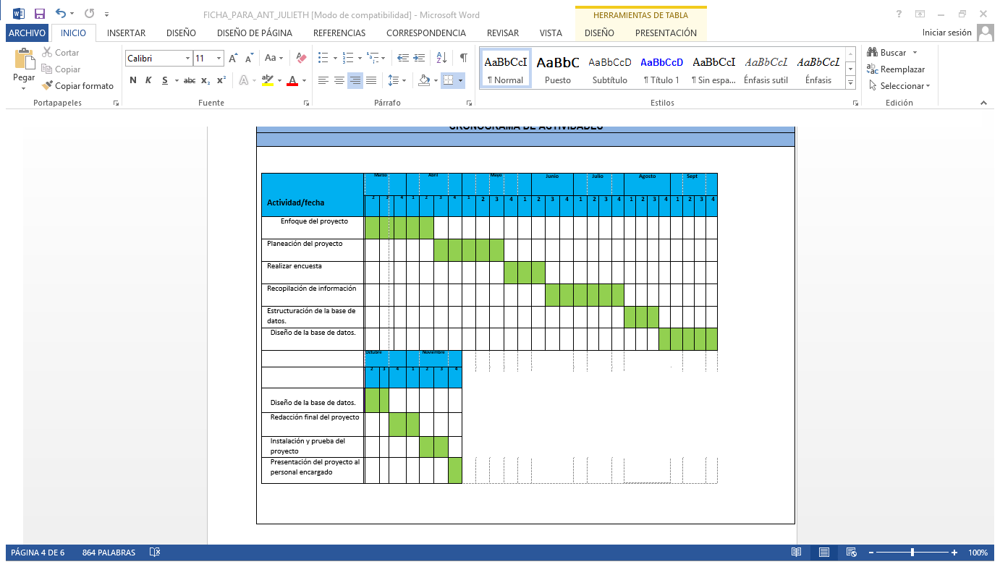 FICHA_PARA_ANT_JULIETH [Modo de compatibilidad] - Microsoft Word
HERRAMIENTAS DE TABLA
?
ARCHIVO INICIO INSERTAR DISEÑO DISEÑO DE PÁGINA REFERENCIAS CORRESPONDENCIA REVISAR VISTA DISEÑO PRESENTACIÓN Iniciar sesión
Pegar
Cortar
Copiar
Copiar formato
Portapapeles
Calibri 11
N K S abc x₂ x²
Fuente
Párrafo
AaBbCcI AaBbC AaBbCcD AaBbCcD AaBbCcI AaBbCcI AaBbCcL
¶ Normal Puesto Subtítulo ¶ Título 1 ¶ Sin espa... Énfasis sutil Énfasis
Estilos
Buscar
Reemplazar
Seleccionar
Edición
CRONOGRAMA DE ACTIVIDADES
Actividad/fecha
Marzo Abril Mayo Junio Julio Agosto Sept
2 3 4 1 2 3 4 1 2 3 4 1 2 3 4 2 3 4 1 2 3 4 1 2 3 4
Enfoque del proyecto
Planeación del proyecto
Realizar encuesta
Recopilación de información
Estructuración de la base de
datos.
Diseño de la base de datos.
Octubre Noviembre
2 3 4 1 2 3 4
Diseño de la base de datos.
Redacción final del proyecto
Instalación y prueba del
proyecto
Presentación del proyecto al
personal encargado
PÁGINA 4 DE 6 864 PALABRAS 100%